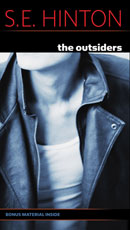 S.E. HINTON
the outsiders
BONUS MATERIAL INSIDE